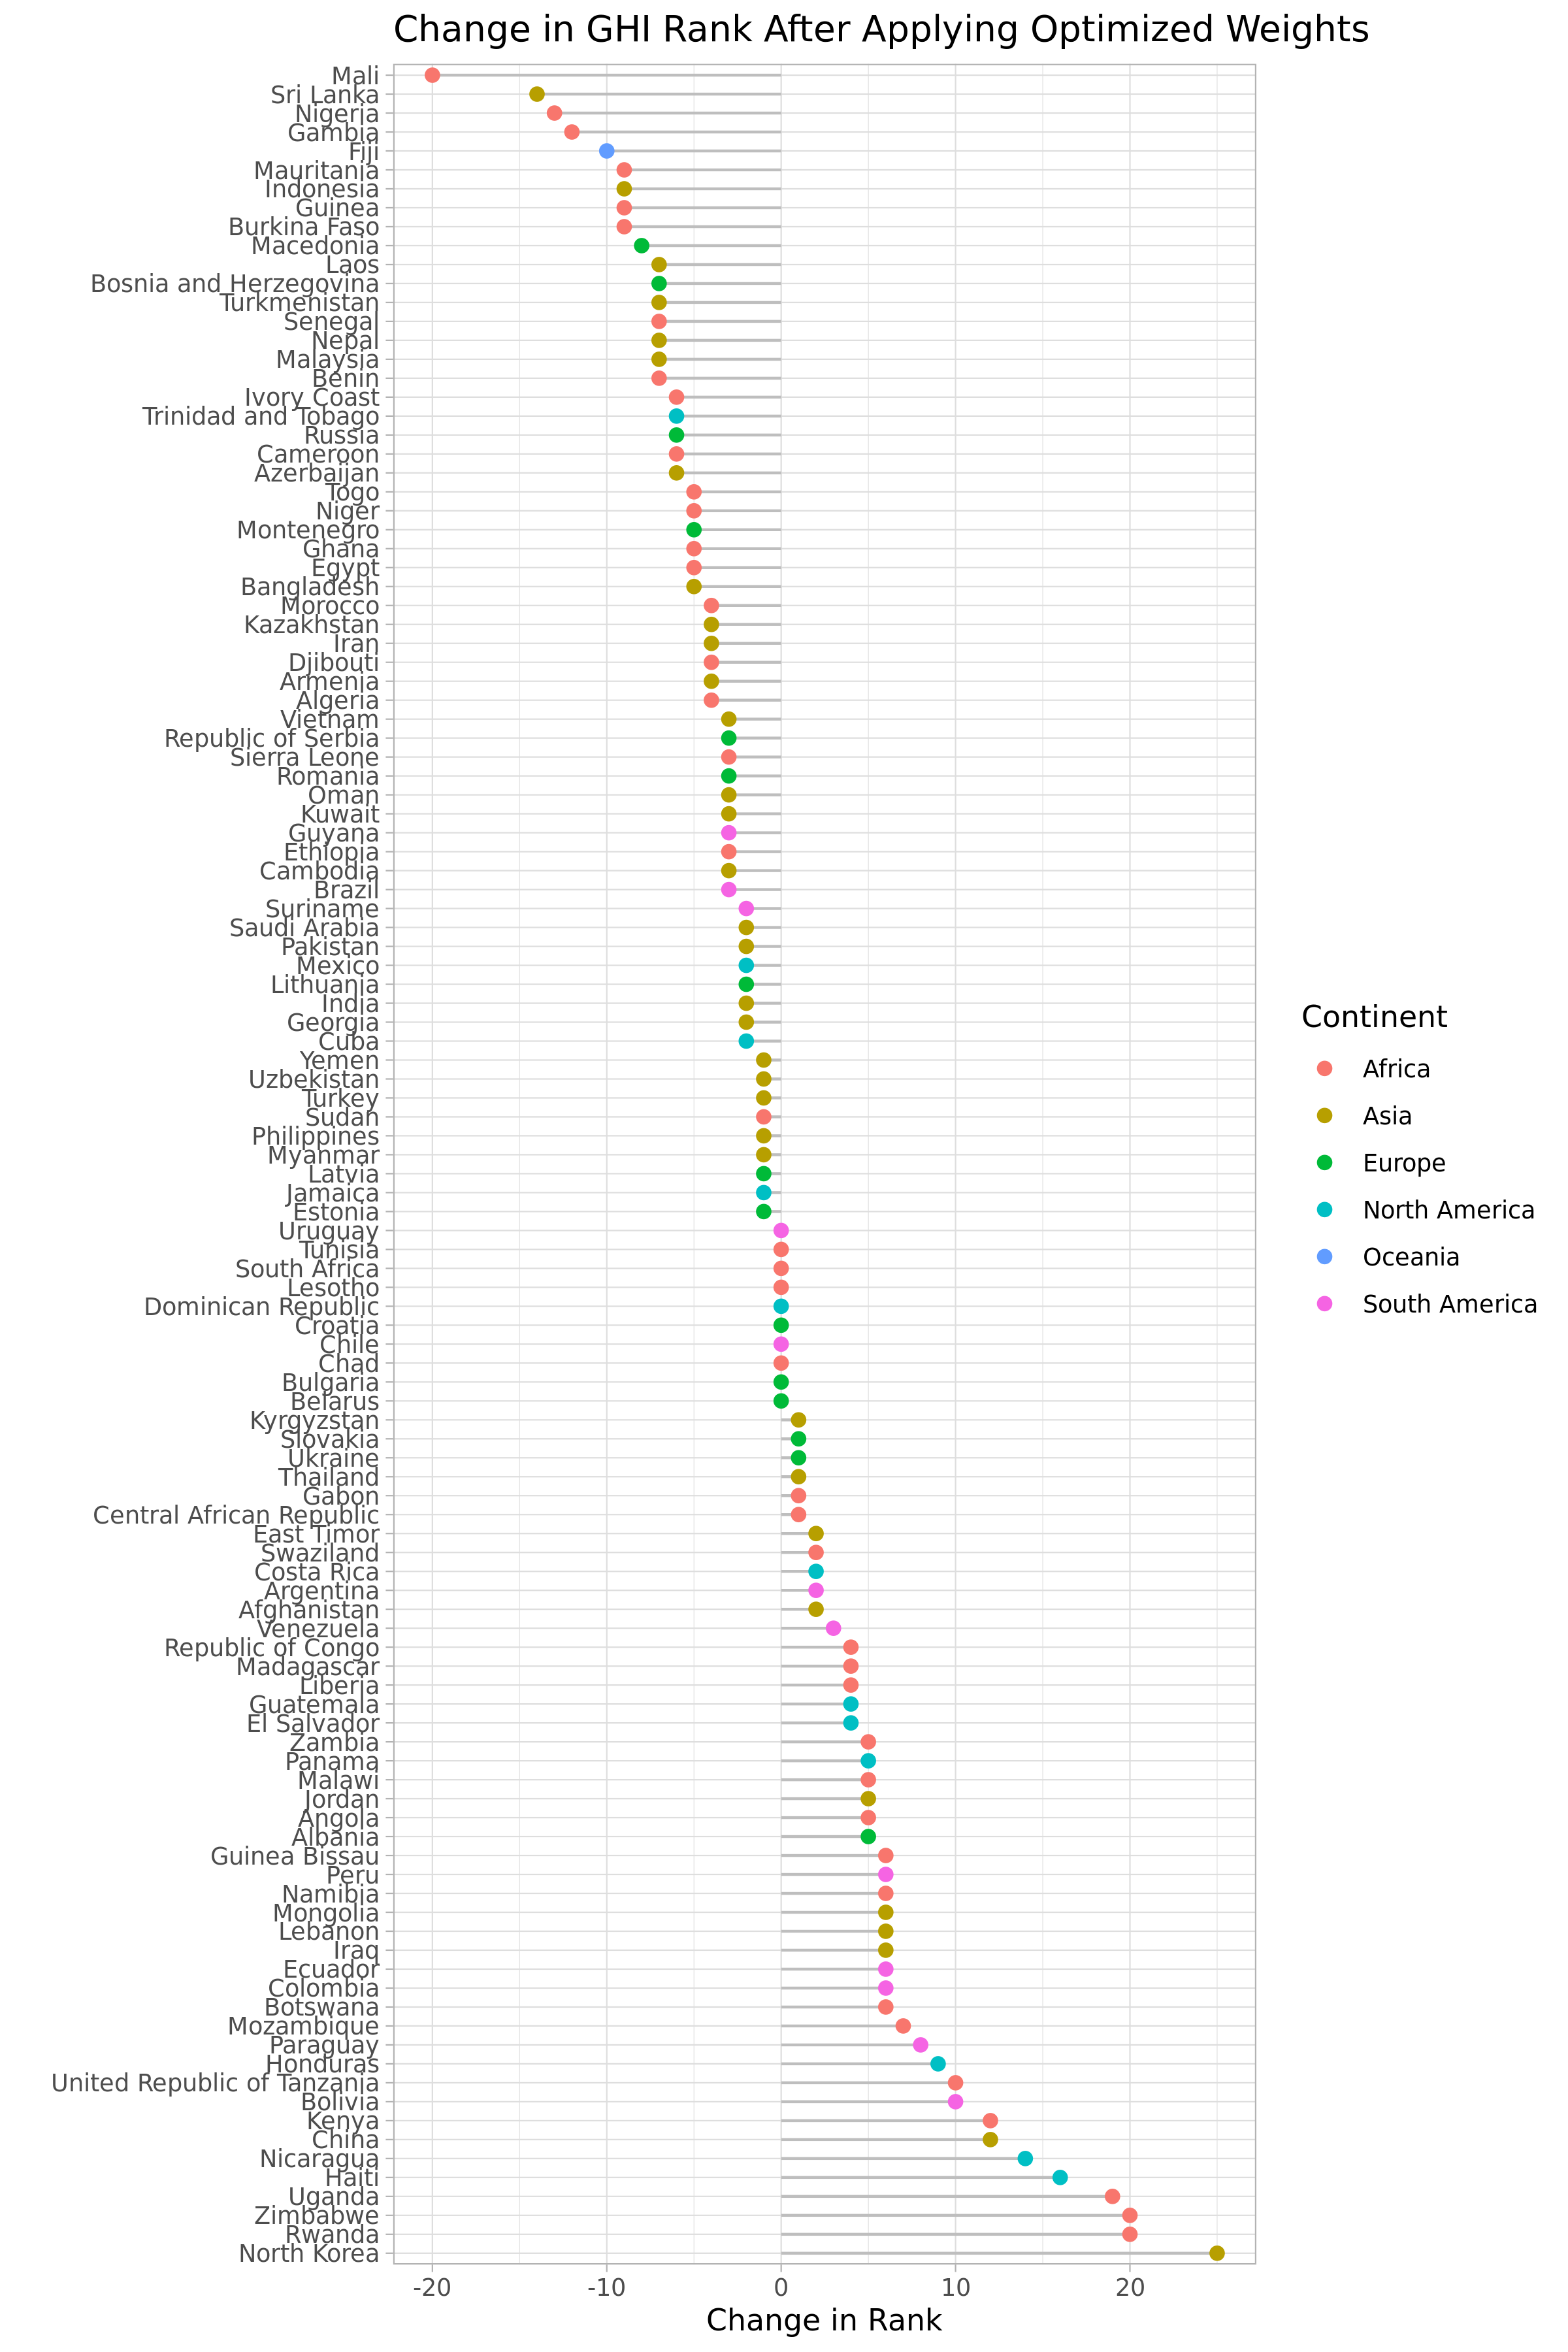 Change in GHI Rank After Applying Optimized Weights
Mali
Sri Lanka
Nigeria
Gambia
Fiji
Mauritania
Indonesia
Guinea
Burkina Faso
Macedonia
Laos
Bosnia and Herzegovina
Turkmenistan
Senegal
Nepal
Malaysia
Benin
Ivory Coast
Trinidad and Tobago
Russia
Cameroon
Azerbaijan
Togo
Niger
Montenegro
Ghana
Egypt
Bangladesh
Morocco
Kazakhstan
Iran
Djibouti
Armenia
Algeria
Vietnam
Republic of Serbia
Sierra Leone
Romania
Oman
Kuwait
Guyana
Ethiopia
Cambodia
Brazil
Suriname
Saudi Arabia
Pakistan
Mexico
Lithuania
India
Georgia
Cuba
Yemen
Uzbekistan
Turkey
Sudan
Philippines
Myanmar
Latvia
Jamaica
Estonia
Uruguay
Tunisia
South Africa
Lesotho
Dominican Republic
Croatia
Chile
Chad
Bulgaria
Belarus
Kyrgyzstan
Slovakia
Ukraine
Thailand
Gabon
Central African Republic
East Timor
Swaziland
Costa Rica
Argentina
Afghanistan
Venezuela
Republic of Congo
Madagascar
Liberia
Guatemala
El Salvador
Zambia
Panama
Malawi
Jordan
Angola
Albania
Guinea Bissau
Peru
Namibia
Mongolia
Lebanon
Iraq
Ecuador
Colombia
Botswana
Mozambique
Paraguay
Honduras
United Republic of Tanzania
Bolivia
Kenya
China
Nicaragua
Haiti
Uganda
Zimbabwe
Rwanda
North Korea
-20 -10 0 10 20
Change in Rank
Continent
Africa
Asia
Europe
North America
Oceania
South America